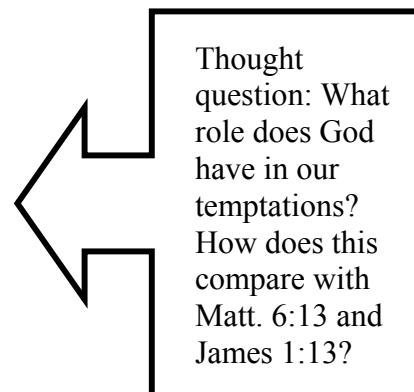 Thought
question: What
role does God
have in our
temptations?
How does this
compare with
Matt. 6:13 and
James 1:13?